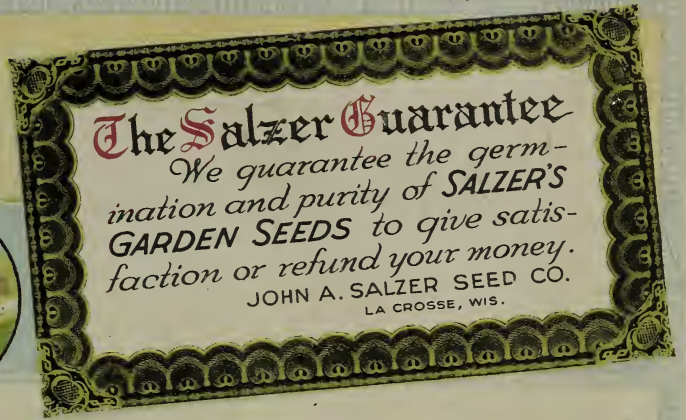 The Salzer Guarantee
We guarantee the germ-
ination and purity of SALZER'S
GARDEN SEEDS to give satis-
faction or refund your money.
JOHN A. SALZER SEED CO.
LA CROSSE, WIS.